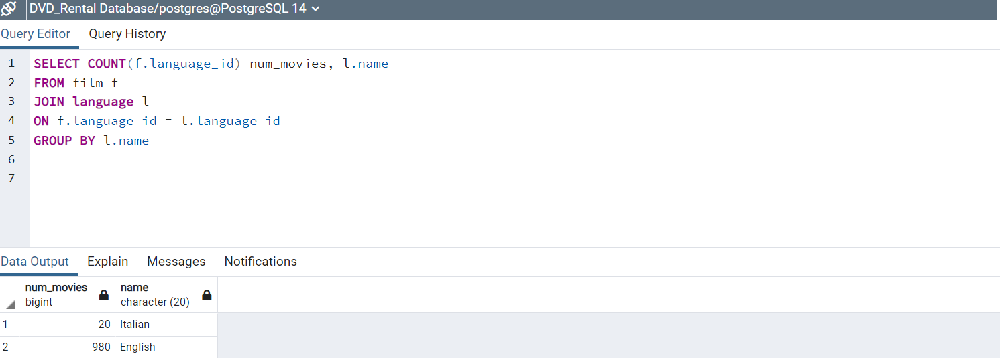 DVD_Rental Database/postgres@PostgreSQL 14
Query Editor Query History
1 SELECT COUNT(f.language_id) num_movies, l.name
2 FROM film f
3 JOIN language l
4 ON f.language_id = l.language_id
5 GROUP BY l.name
6
7
Data Output Explain Messages Notifications
num_movies name
bigint character (20)
1 20 Italian
2 980 English